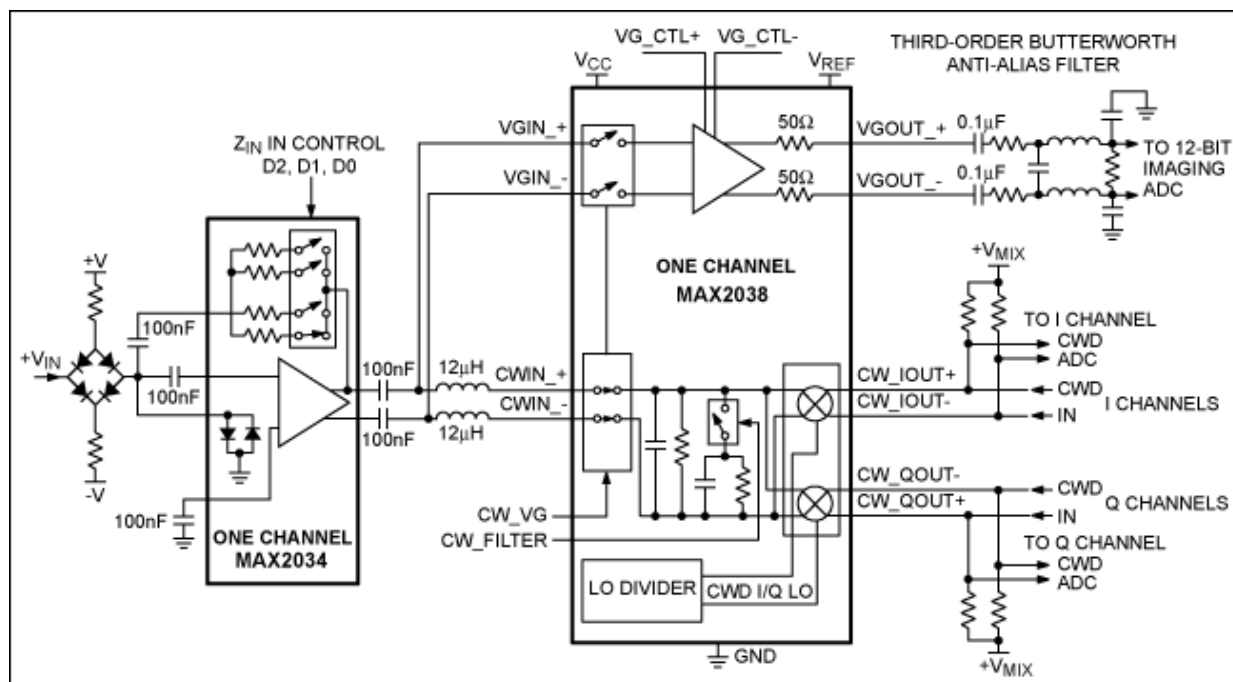 VG_CTL+
VG_CTL-
THIRD-ORDER BUTTERWORTH
ANTI-ALIAS FILTER
VCC
VREF
VGIN_+
50Ω
VGOUT_+
0.1µF
TO 12-BIT
IMAGING
ADC
VGIN_-
50Ω
VGOUT_-
0.1µF
ZIN IN CONTROL
D2, D1, D0
+V
ONE CHANNEL
MAX2038
+VMIX
100nF
TO I CHANNEL
CWD
ADC
+VIN
100nF
100nF
12µH
CWIN_+
CW_IOUT+
CWD
I CHANNELS
CWIN_-
CW_IOUT-
IN
100nF
12µH
-V
CW_QOUT-
CWD
Q CHANNELS
100nF
CW_VG
CW_QOUT+
IN
ONE CHANNEL
MAX2034
CW_FILTER
TO Q CHANNEL
CWD
ADC
LO DIVIDER
CWD I/Q LO
GND
+VMIX